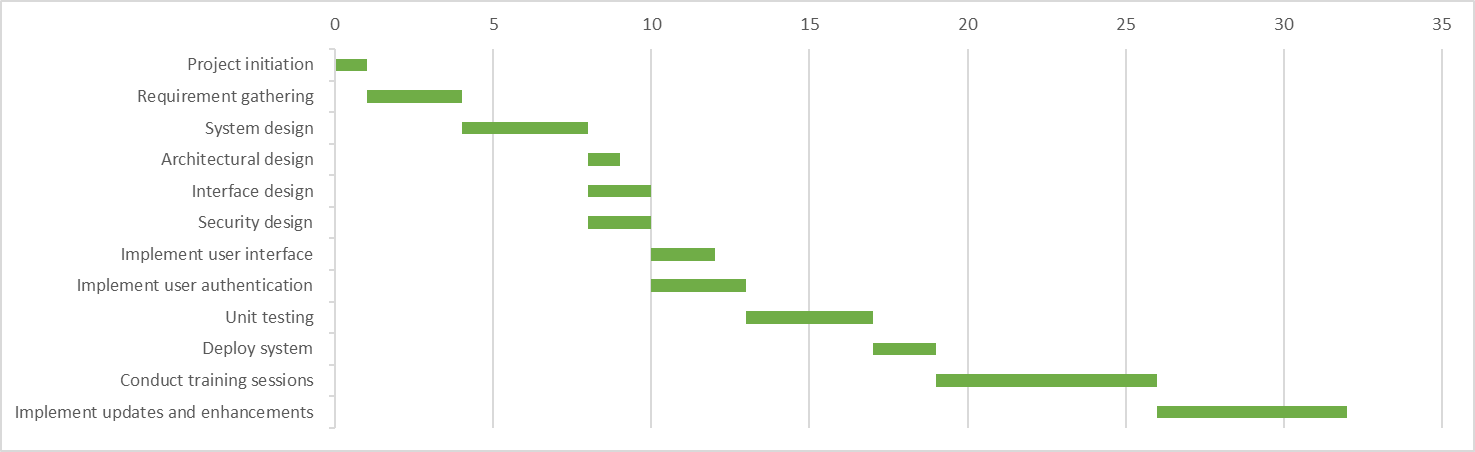 0 5 10 15 20 25 30 35
Project initiation
Requirement gathering
System design
Architectural design
Interface design
Security design
Implement user interface
Implement user authentication
Unit testing
Deploy system
Conduct training sessions
Implement updates and enhancements